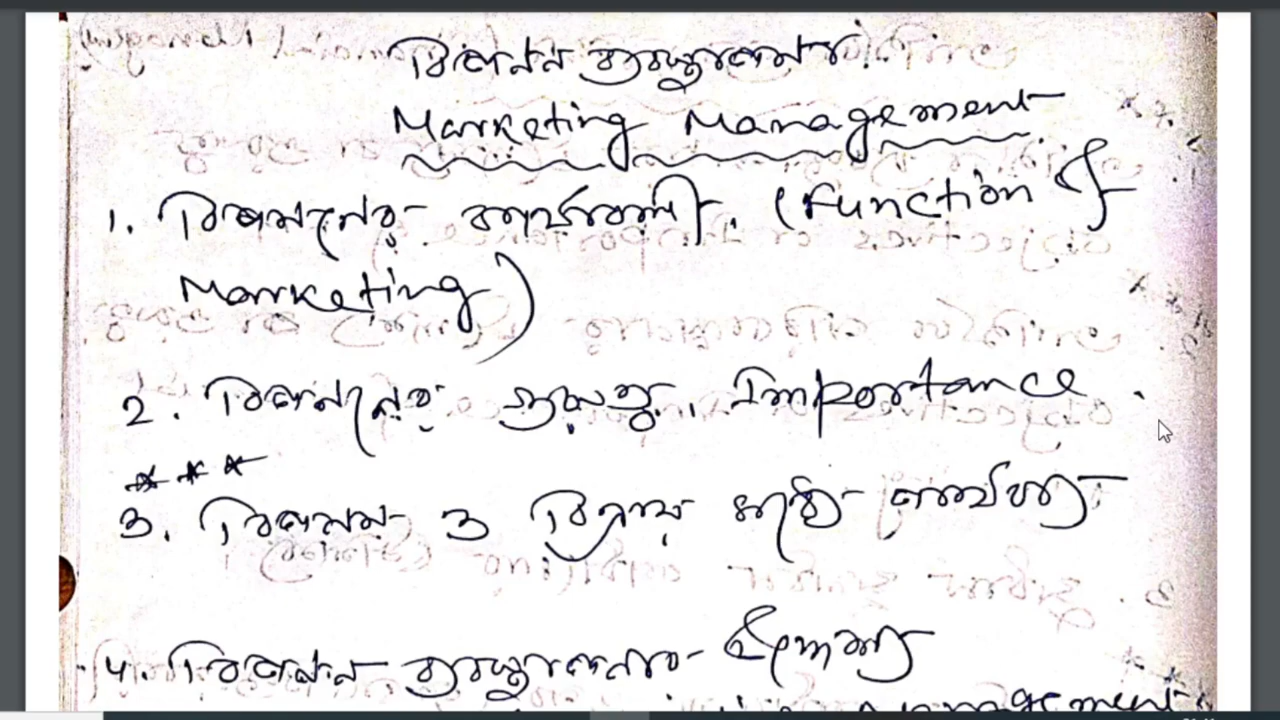 বিপণন ব্যবস্থাপনা.
Marketing Management
1. বিপণনের কার্যাবলী. (Function of
Marketing)
2. বিপণনের গুরুত্ব. Importance.
3. বিপণন ও বিক্রয় মধ্যে পার্থক্য
4. বিপণন ব্যবস্থাপনার
management